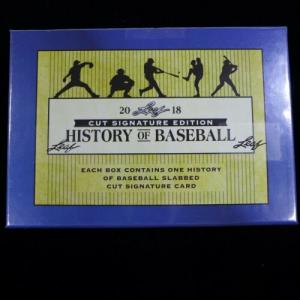 20 Leaf 18
CUT SIGNATURE EDITION
HISTORY OF BASEBALL
Leaf Leaf
EACH BOX CONTAINS ONE HISTORY
OF BASEBALL SLABBED
CUT SIGNATURE CARD